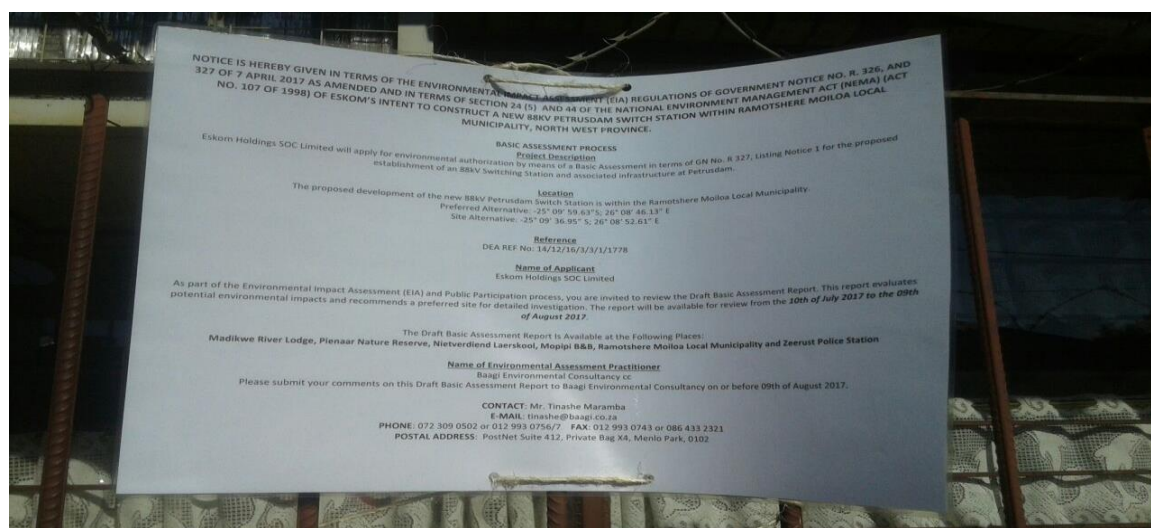 NOTICE IS HEREBY GIVEN IN TERMS OF THE ENVIRONMENTAL IMPACT ASSESSMENT (EIA) REGULATIONS OF GOVERNMENT NOTICE NO. R. 326, AND
327 OF 7 APRIL 2017 AS AMENDED AND IN TERMS OF SECTION 24 (5) AND 44 OF THE NATIONAL ENVIRONMENT MANAGEMENT ACT (NEMA) (ACT
NO. 107 OF 1998) OF ESKOM'S INTENT TO CONSTRUCT A NEW 88KV PETRUSDAM SWITCH STATION WITHIN RAMOTSHERE MOILOA LOCAL
MUNICIPALITY, NORTH WEST PROVINCE.
BASIC ASSESSMENT PROCESS
Project Description
Eskom Holdings SOC Limited will apply for environmental authorization by means of a Basic Assessment in terms of GN No. R 327, Listing Notice 1 for the proposed
establishment of an 88kV Switching Station and associated infrastructure at Petrusdam.
Location
The proposed development of the new 88kV Petrusdam Switch Station is within the Ramotshere Moiloa Local Municipality.
Preferred Alternative: -25° 09' 59.63"S; 26° 08' 46.13" E
Site Alternative: -25° 09' 36.95" S; 26° 08' 52.61" E
Reference
DEA REF No: 14/12/16/3/3/1/1778
Name of Applicant
Eskom Holdings SOC Limited
As part of the Environmental Impact Assessment (EIA) and Public Participation process, you are invited to review the Draft Basic Assessment Report. This report evaluates
potential environmental impacts and recommends a preferred site for detailed investigation. The report will be available for review from the 10th of July 2017 to the 09th
of August 2017.
The Draft Basic Assessment Report is Available at the Following Places:
Madikwe River Lodge, Pienaar Nature Reserve, Nietverdiend Laerskool, Mopipi B&B, Ramotshere Moiloa Local Municipality and Zeerust Police Station
Name of Environmental Assessment Practitioner
Baagi Environmental Consultancy cc
Please submit your comments on this Draft Basic Assessment Report to Baagi Environmental Consultancy on or before 09th of August 2017.
CONTACT: Mr. Tinashe Maramba
E-MAIL: tinashe@baagi.co.za
PHONE: 072 309 0502 or 012 993 0756/7 FAX: 012 993 0743 or 086 433 2321
POSTAL ADDRESS: PostNet Suite 412, Private Bag X4, Menlo Park, 0102